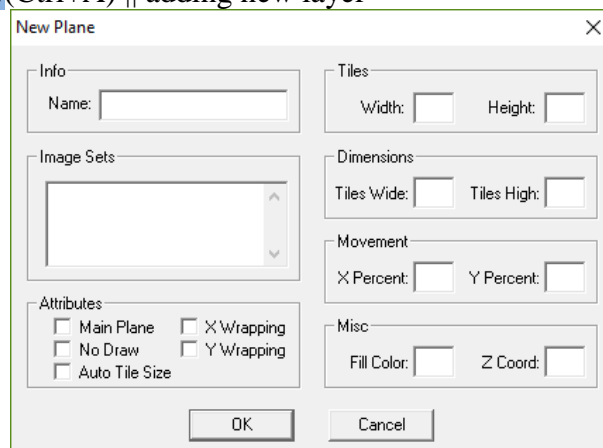 (Ctrl+A) || adding new layer
New Plane
Info
Name:
Image Sets
Attributes
Main Plane X Wrapping
No Draw Y Wrapping
Auto Tile Size
Tiles
Width: Height:
Dimensions
Tiles Wide: Tiles High:
Movement
X Percent: Y Percent:
Misc
Fill Color: Z Coord:
OK Cancel